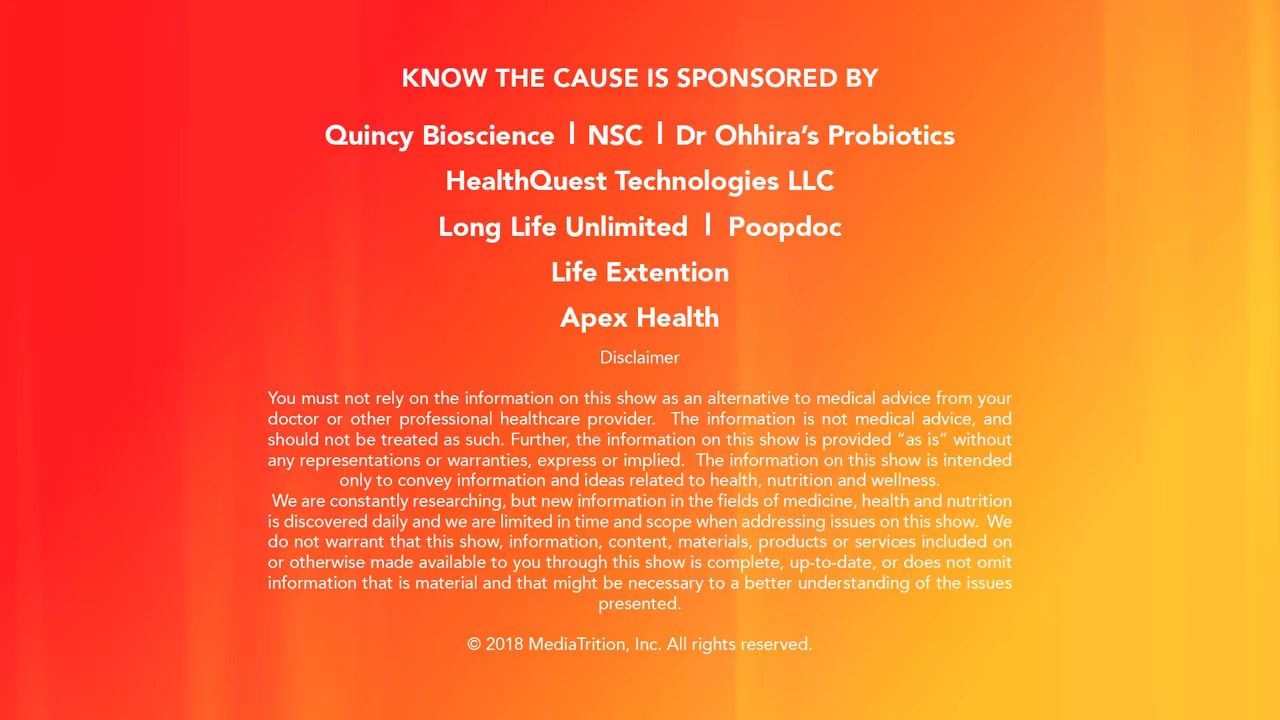 KNOW THE CAUSE IS SPONSORED BY
Quincy Bioscience | NSC | Dr Ohhira’s Probiotics
HealthQuest Technologies LLC
Long Life Unlimited | Poopdoc
Life Extention
Apex Health
Disclaimer
You must not rely on the information on this show as an alternative to medical advice from your
doctor or other professional healthcare provider. The information is not medical advice, and
should not be treated as such. Further, the information on this show is provided “as is” without
any representations or warranties, express or implied. The information on this show is intended
only to convey information and ideas related to health, nutrition and wellness.
We are constantly researching, but new information in the fields of medicine, health and nutrition
is discovered daily and we are limited in time and scope when addressing issues on this show. We
do not warrant that this show, information, content, materials, products or services included on
or otherwise made available to you through this show is complete, up-to-date, or does not omit
information that is material and that might be necessary to a better understanding of the issues
presented.
© 2018 MediaTrition, Inc. All rights reserved.